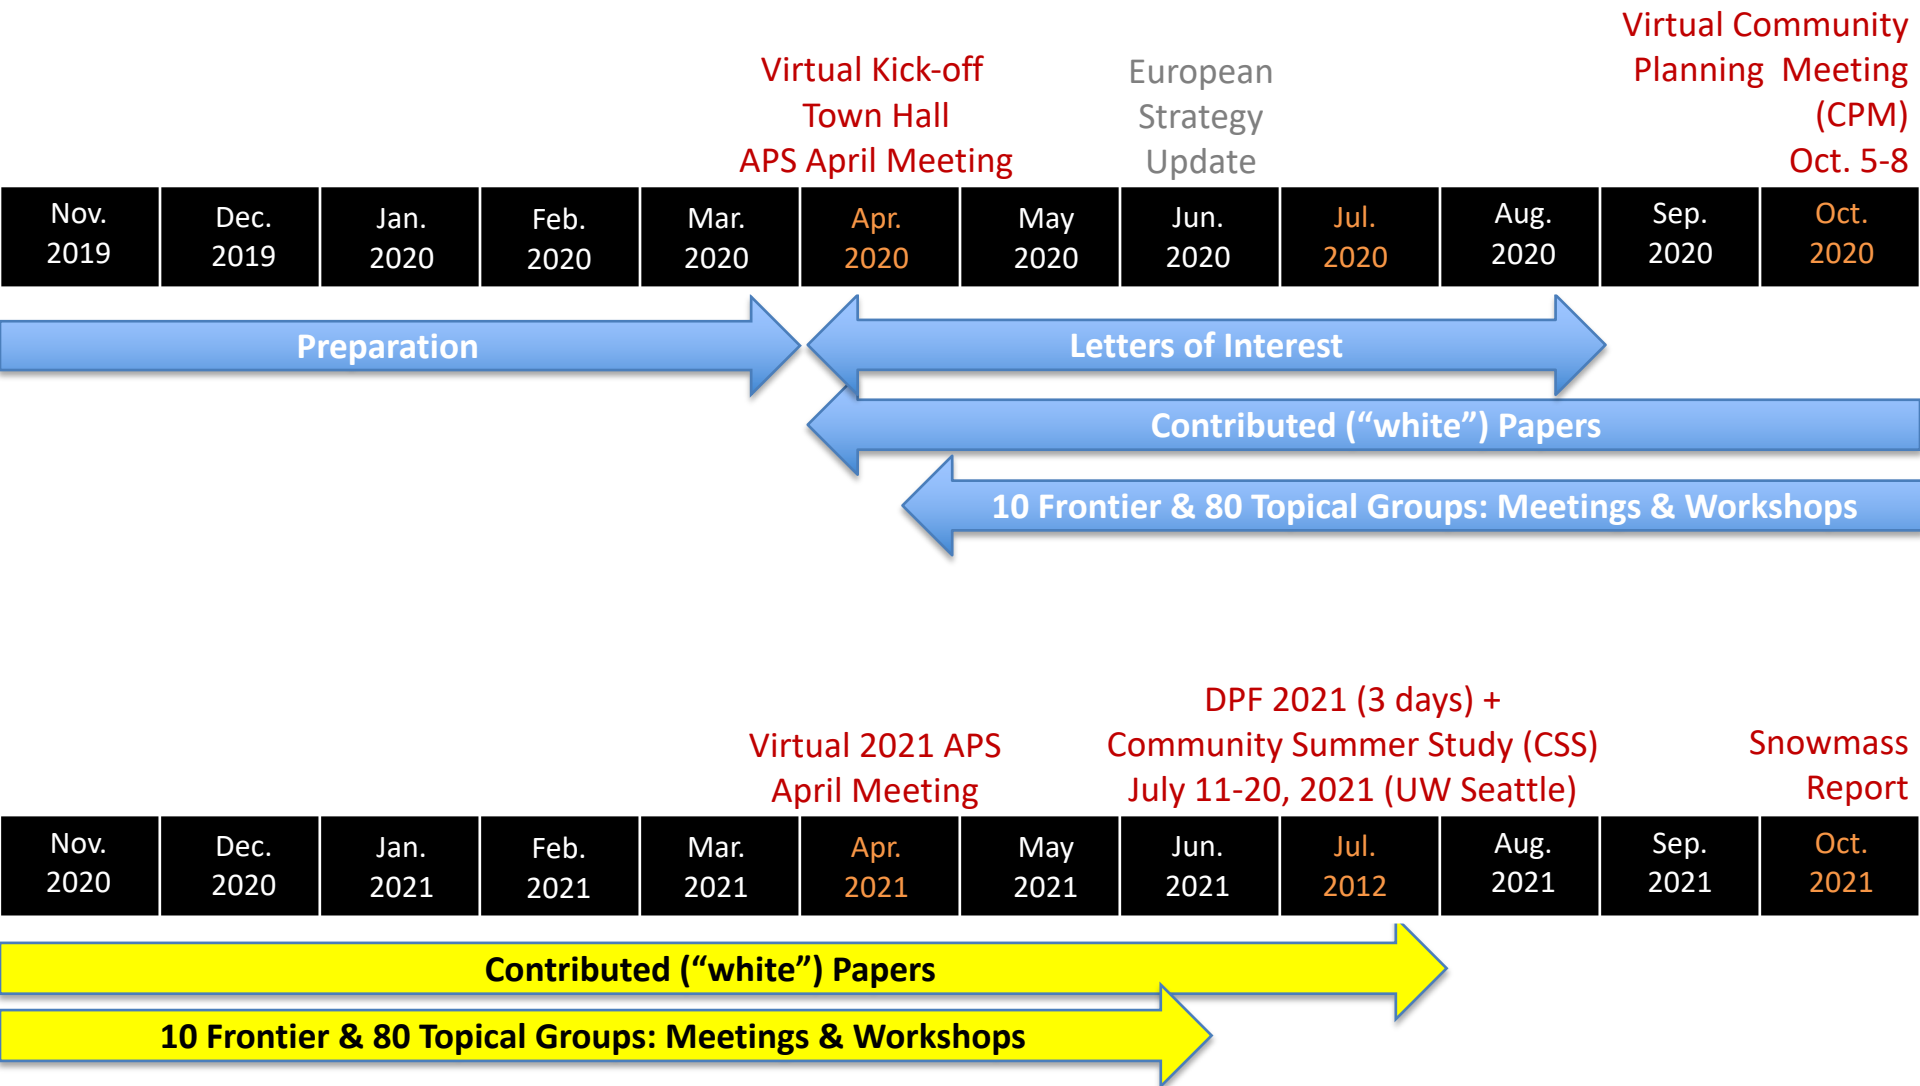 Virtual Kick-off
Town Hall
APS April Meeting
European
Strategy
Update
Virtual Community
Planning Meeting
(CPM)
Oct. 5-8
Nov.
2019
Dec.
2019
Jan.
2020
Feb.
2020
Mar.
2020
Apr.
2020
May
2020
Jun.
2020
Jul.
2020
Aug.
2020
Sep.
2020
Oct.
2020
Preparation
Letters of Interest
Contributed (“white”) Papers
10 Frontier & 80 Topical Groups: Meetings & Workshops
Virtual 2021 APS
April Meeting
DPF 2021 (3 days) +
Community Summer Study (CSS)
July 11-20, 2021 (UW Seattle)
Snowmass
Report
Nov.
2020
Dec.
2020
Jan.
2021
Feb.
2021
Mar.
2021
Apr.
2021
May
2021
Jun.
2021
Jul.
2012
Aug.
2021
Sep.
2021
Oct.
2021
Contributed (“white”) Papers
10 Frontier & 80 Topical Groups: Meetings & Workshops